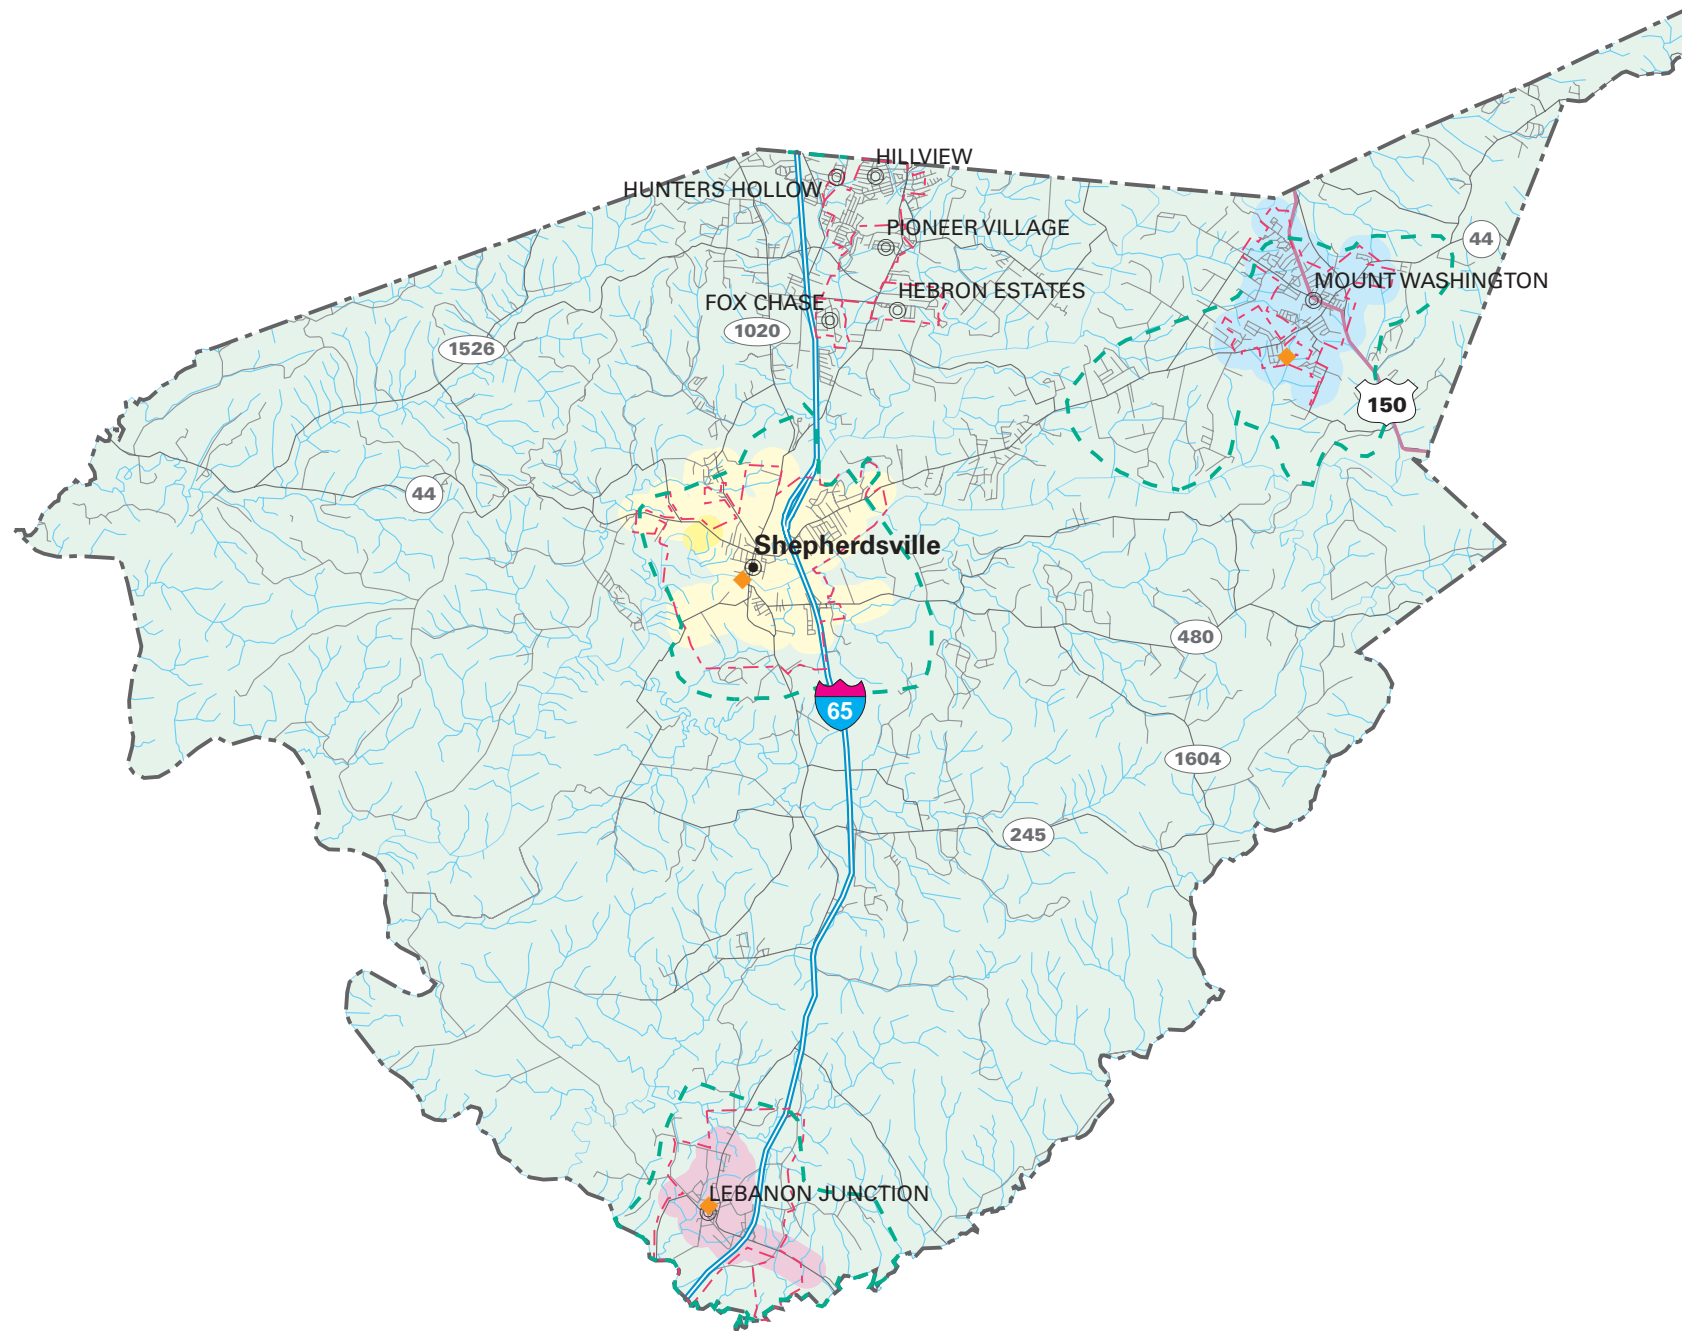 HILLVIEW
HUNTERS HOLLOW
PIONEER VILLAGE
44
MOUNT WASHINGTON
HEBRON ESTATES
FOX CHASE
1020
1526
150
44
Shepherdsville
480
65
1604
245
LEBANON JUNCTION